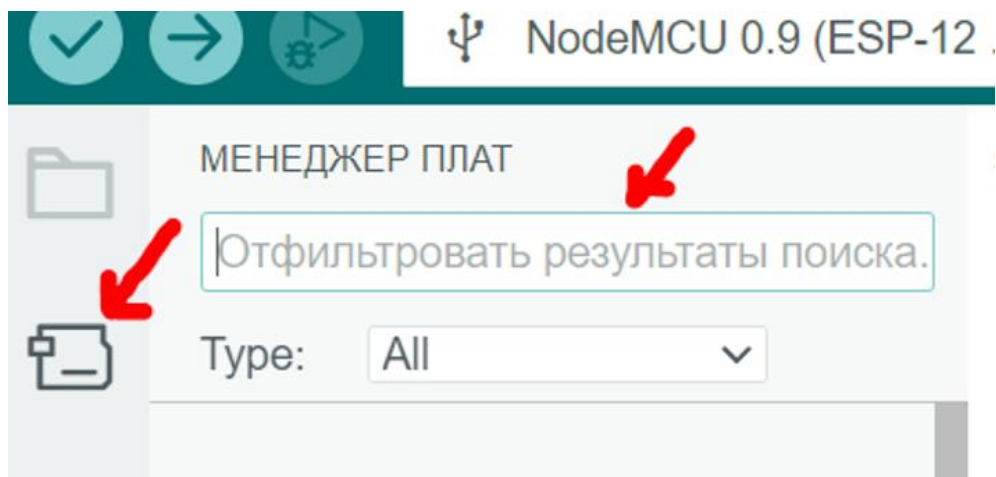 NodeMCU 0.9 (ESP-12 .
МЕНЕДЖЕР ПЛАТ
Отфильтровать результаты поиска.
Type: All